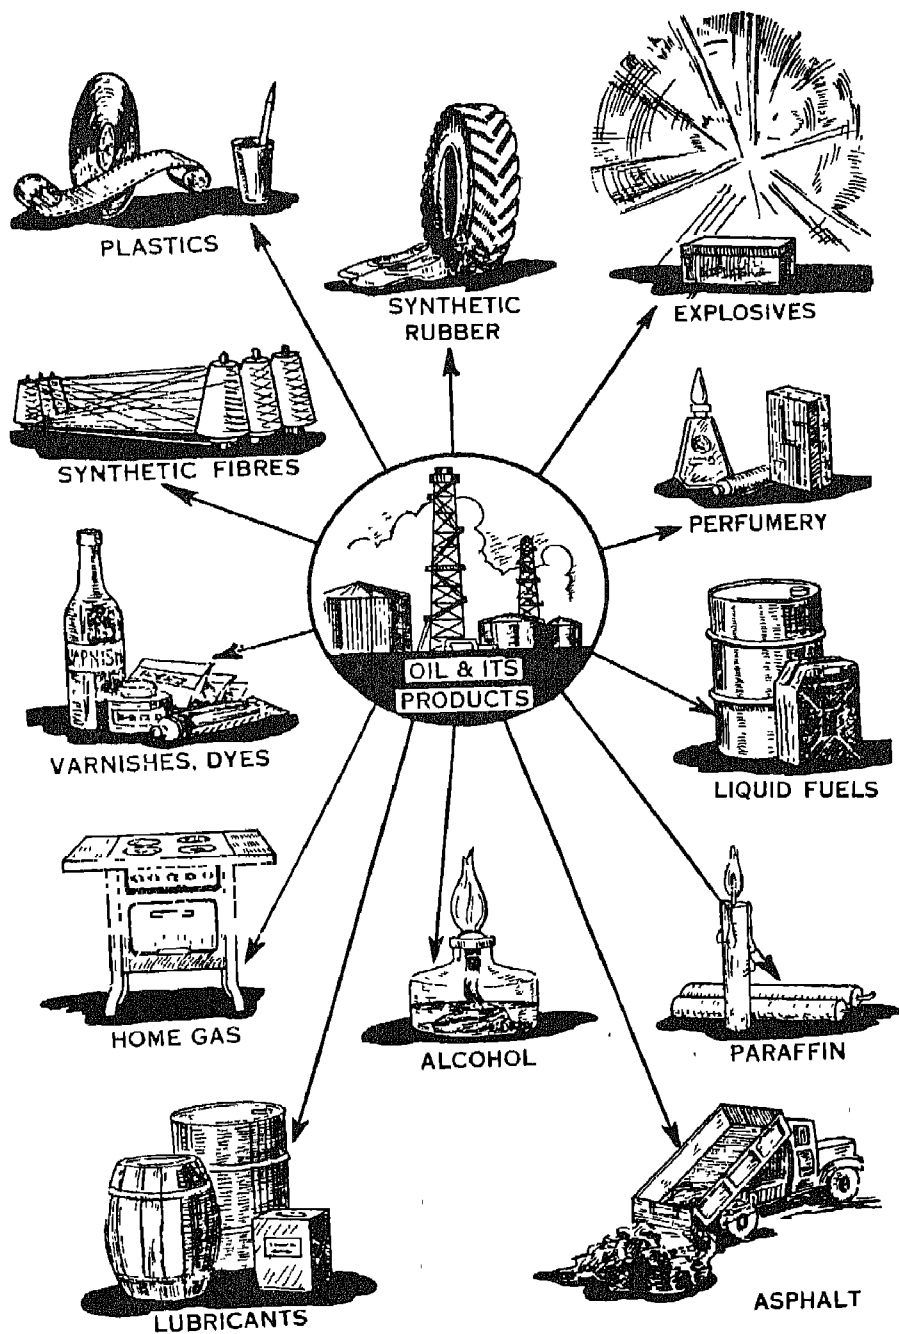 PLASTICS
SYNTHETIC
RUBBER
EXPLOSIVES
SYNTHETIC FIBRES
PERFUMERY
VARNISH
OIL & ITS
PRODUCTS
VARNISHES, DYES
LIQUID FUELS
HOME GAS
ALCOHOL
PARAFFIN
LUBRICANTS
ASPHALT